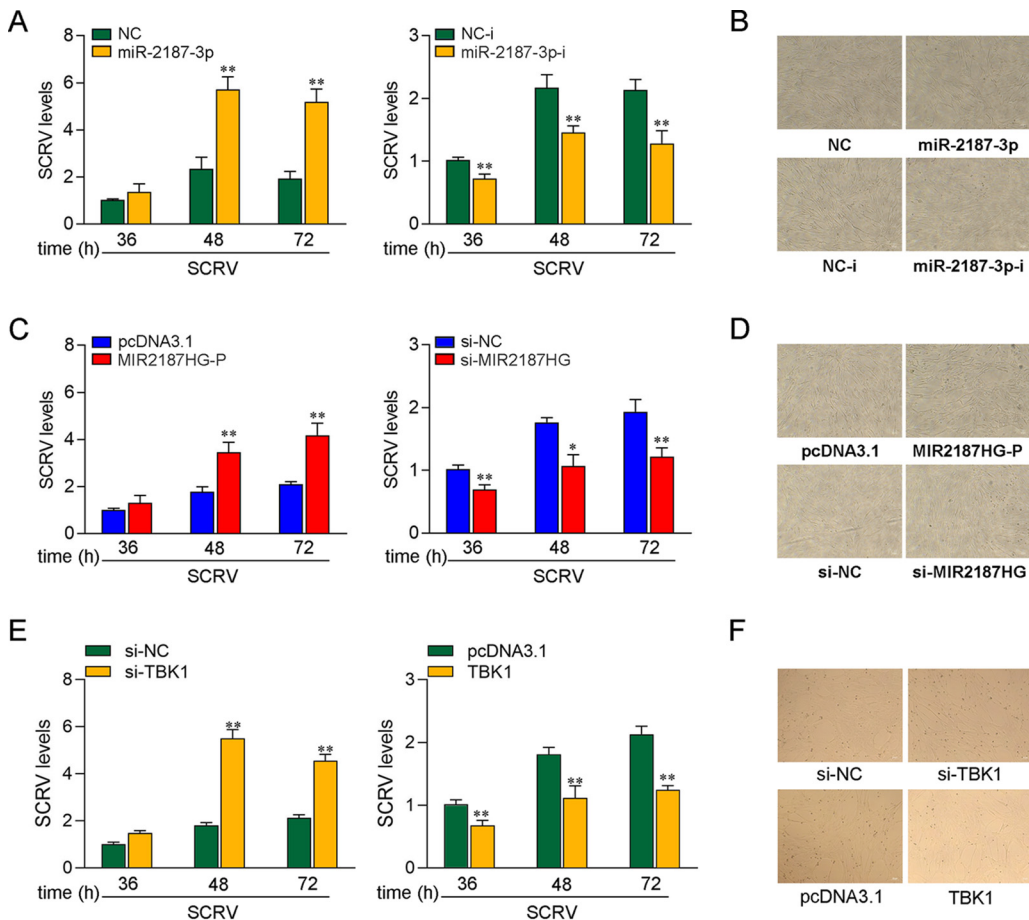 A
NC
miR-2187-3p
SCRV levels
8
6
4
2
0
**
**
time (h)
36
48
72
SCRV
NC-i
miR-2187-3p-i
SCRV levels
3
2
1
0
**
**
**
time (h)
36
48
72
SCRV
B
NC
miR-2187-3p
NC-i
miR-2187-3p-i
C
pcDNA3.1
MIR2187HG-P
SCRV levels
8
6
4
2
0
**
**
time (h)
36
48
72
SCRV
si-NC
si-MIR2187HG
SCRV levels
3
2
1
0
**
*
**
time (h)
36
48
72
SCRV
D
pcDNA3.1
MIR2187HG-P
si-NC
si-MIR2187HG
E
si-NC
si-TBK1
SCRV levels
8
6
4
2
0
**
**
time (h)
36
48
72
SCRV
pcDNA3.1
TBK1
SCRV levels
3
2
1
0
**
**
**
time (h)
36
48
72
SCRV
F
si-NC
si-TBK1
pcDNA3.1
TBK1